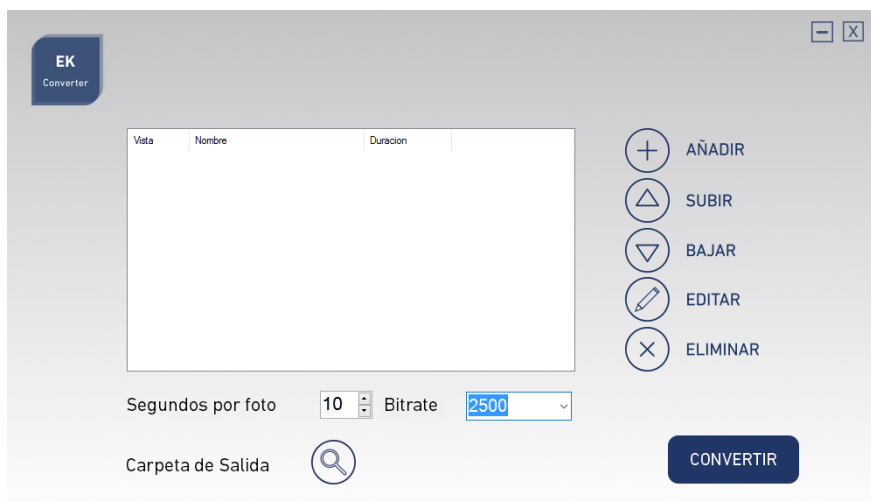 X
EK
Converter
Vista Nombre Duracion
AÑADIR
SUBIR
BAJAR
EDITAR
ELIMINAR
Segundos por foto 10 Bitrate 2500
Carpeta de Salida
CONVERTIR